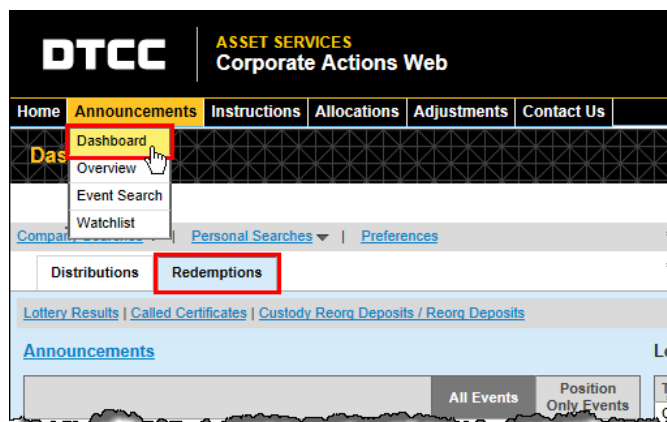 DTCC
ASSET SERVICES
Corporate Actions Web
Home Announcements Instructions Allocations Adjustments Contact Us
Dashboard
Das
Overview
Event Search
Watchlist
| Personal Searches | Preferences
Distributions Redemptions
Lottery Results | Called Certificates | Custody Reorg Deposits / Reorg Deposits
Announcements
All Events
Position
Only Events